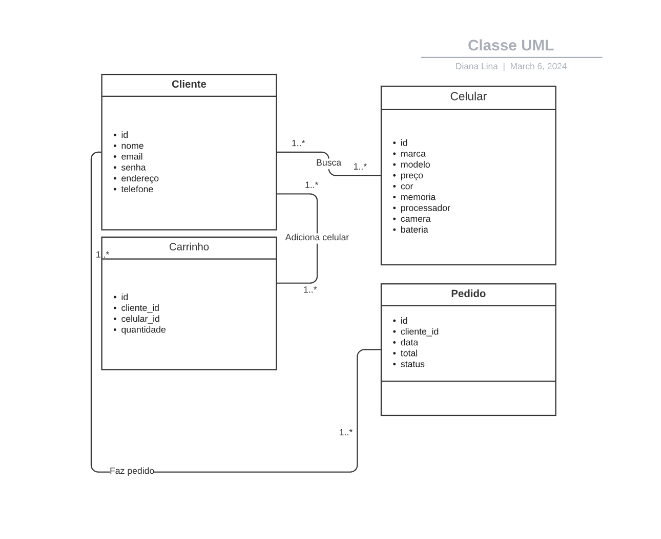 Classe UML
Diana Lina | March 6, 2024
Cliente
• id
• nome
• email
• senha
• endereço
• telefone
Celular
• id
• marca
• modelo
• preço
• cor
• memoria
• processador
• camera
• bateria
1..*
Busca
1..*
1..*
Adiciona celular
1..*
Carrinho
• id
• cliente_id
• celular_id
• quantidade
Pedido
• id
• cliente_id
• data
• total
• status
1..*
1..*
Faz pedido